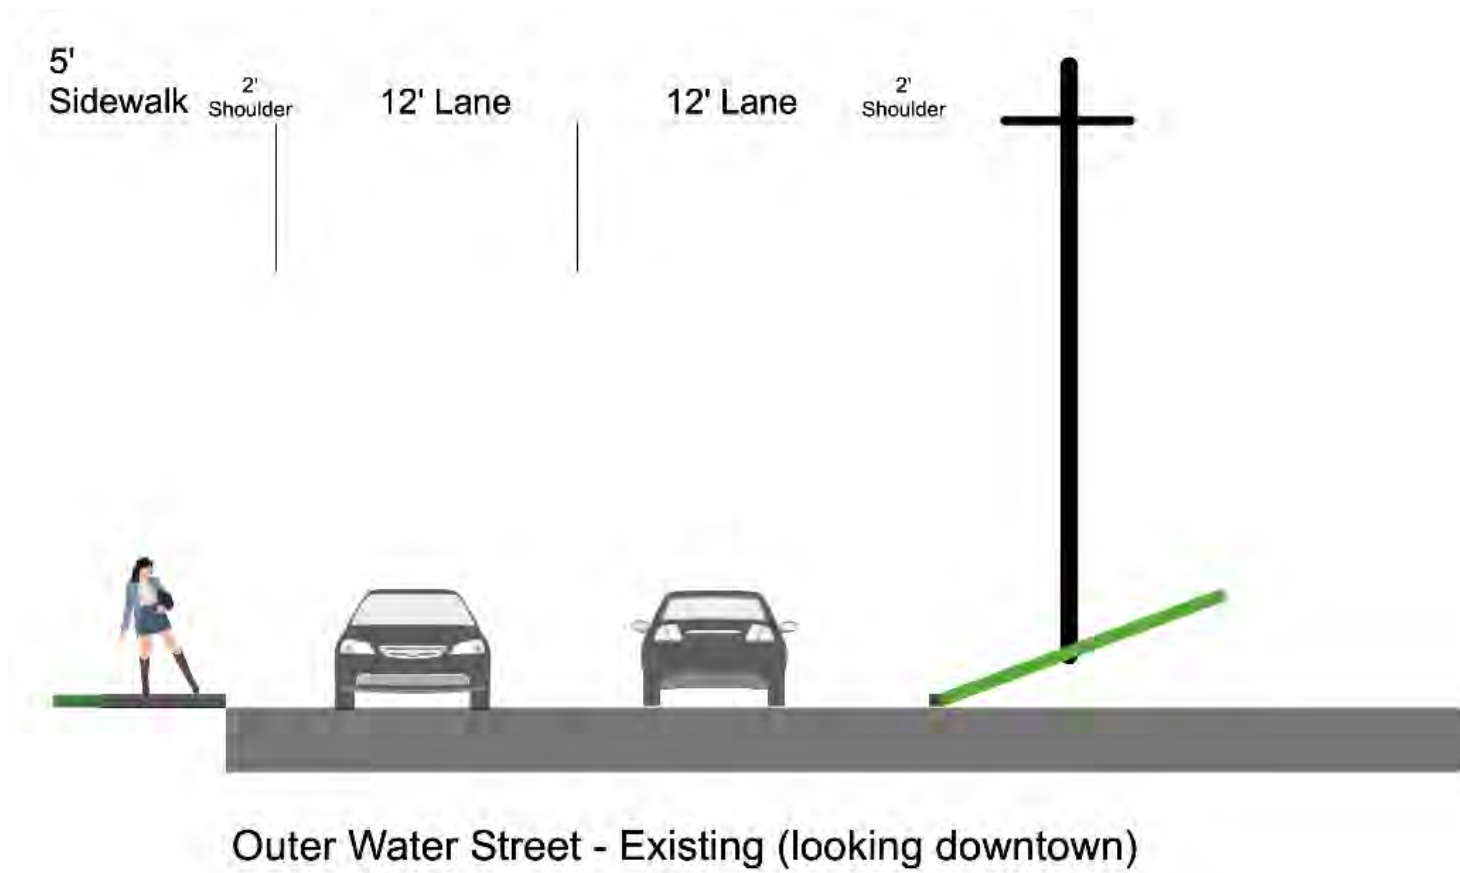 5'
Sidewalk
2'
Shoulder
12' Lane
12' Lane
2'
Shoulder
Outer Water Street - Existing (looking downtown)